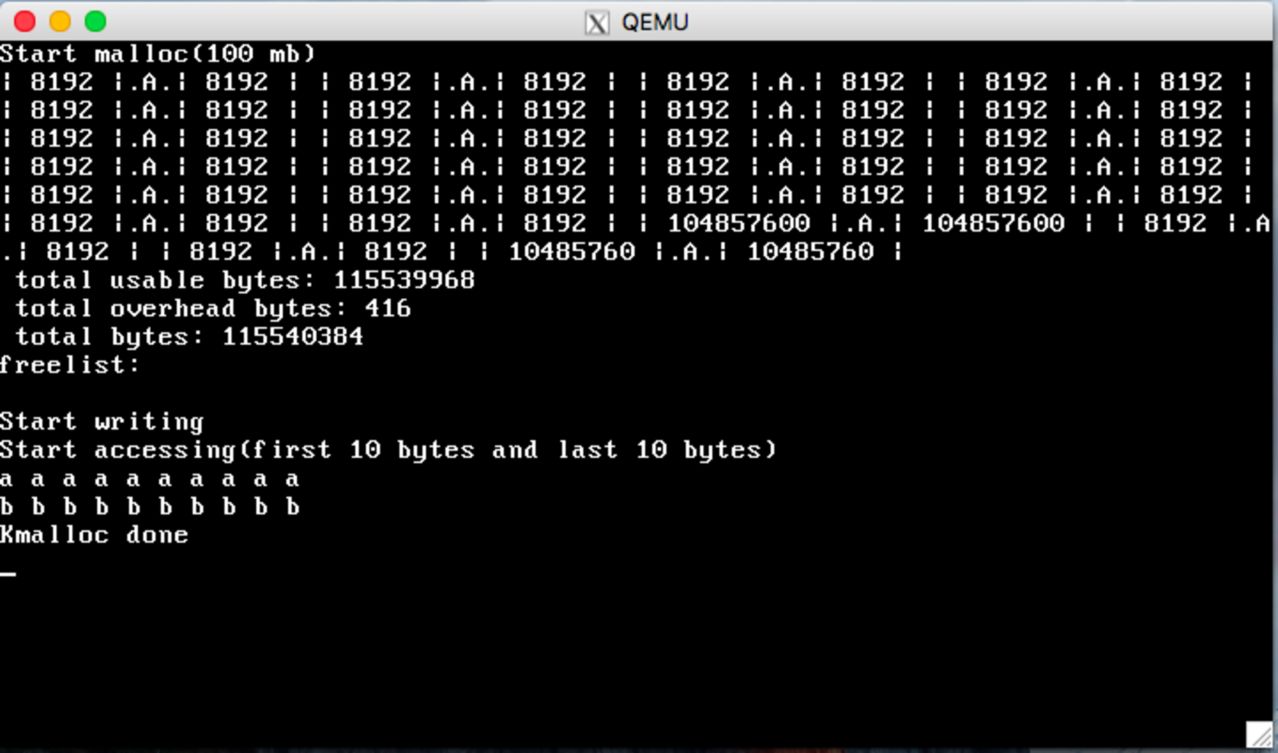 QEMU
Start malloc(100 mb)
¦ 8192 ¦.A.¦ 8192 ¦ ¦ 8192 ¦.A.¦ 8192 ¦ ¦ 8192 ¦.A.¦ 8192 ¦ ¦ 8192 ¦.A.¦ 8192 ¦
¦ 8192 ¦.A.¦ 8192 ¦ ¦ 8192 ¦.A.¦ 8192 ¦ ¦ 8192 ¦.A.¦ 8192 ¦ ¦ 8192 ¦.A.¦ 8192 ¦
¦ 8192 ¦.A.¦ 8192 ¦ ¦ 8192 ¦.A.¦ 8192 ¦ ¦ 8192 ¦.A.¦ 8192 ¦ ¦ 8192 ¦.A.¦ 8192 ¦
¦ 8192 ¦.A.¦ 8192 ¦ ¦ 8192 ¦.A.¦ 8192 ¦ ¦ 8192 ¦.A.¦ 8192 ¦ ¦ 8192 ¦.A.¦ 8192 ¦
¦ 8192 ¦.A.¦ 8192 ¦ ¦ 8192 ¦.A.¦ 8192 ¦ ¦ 8192 ¦.A.¦ 8192 ¦ ¦ 8192 ¦.A.¦ 8192 ¦
¦ 8192 ¦.A.¦ 8192 ¦ ¦ 8192 ¦.A.¦ 8192 ¦ ¦ 104857600 ¦.A.¦ 104857600 ¦ ¦ 8192 ¦.A
.¦ 8192 ¦ ¦ 8192 ¦.A.¦ 8192 ¦ ¦ 10485760 ¦.A.¦ 10485760 ¦
total usable bytes: 115539968
total overhead bytes: 416
total bytes: 115540384
freelist:
Start writing
Start accessing(first 10 bytes and last 10 bytes)
a a a a a a a a a a
b b b b b b b b b b
Kmalloc done
_